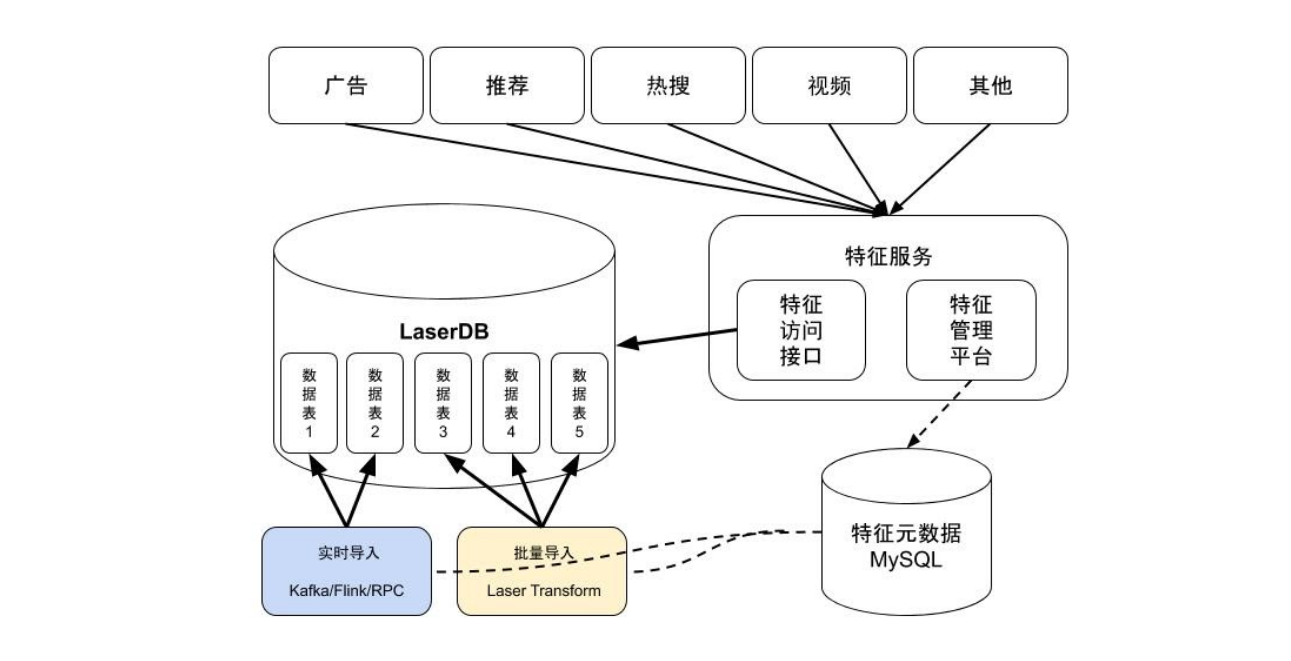 广告
推荐
热搜
视频
其他
特征服务
特征
访问
接口
特征
管理
平台
LaserDB
数
据
表
1
数
据
表
2
数
据
表
3
数
据
表
4
数
据
表
5
实时导入
Kafka/Flink/RPC
批量导入
Laser Transform
特征元数据
MySQL